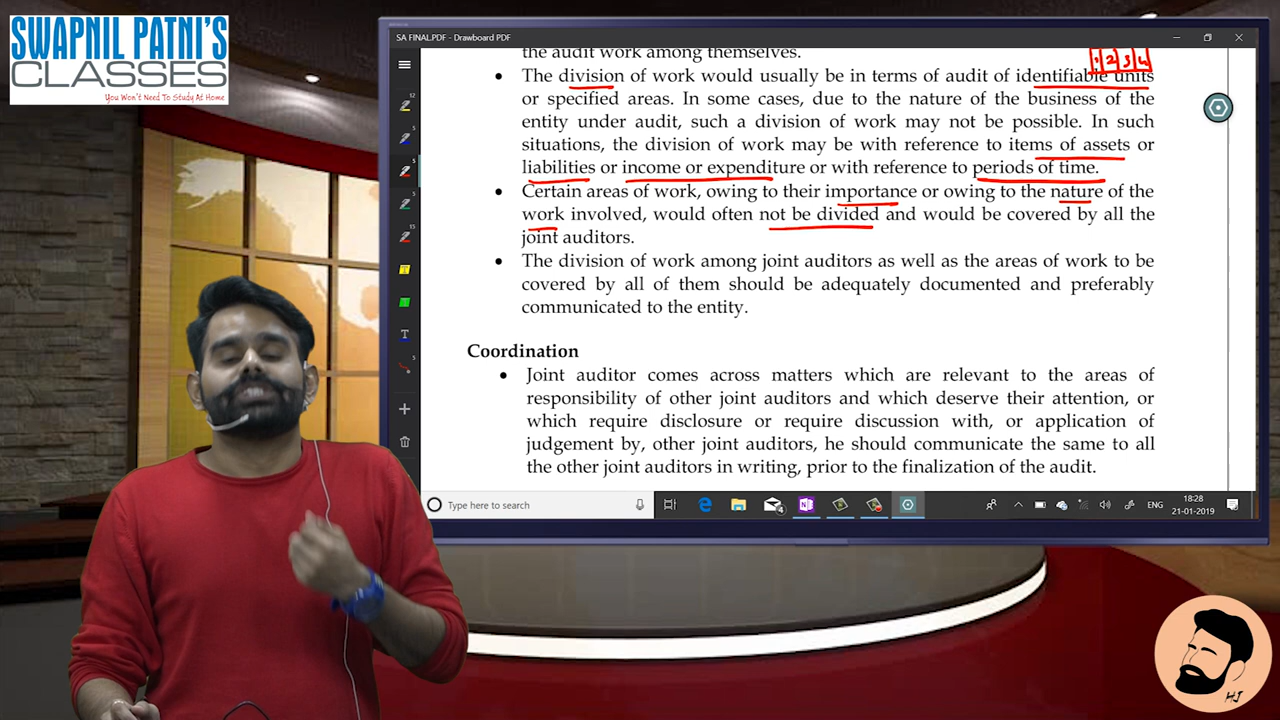 SWAPNIL PATNI'S
CLASSES
You Won't Need To Study At Home
SA FINAL.PDF - Drawboard PDF
the audit work among themselves.
1 2 3 4
• The division of work would usually be in terms of audit of identifiable units
or specified areas. In some cases, due to the nature of the business of the
entity under audit, such a division of work may not be possible. In such
situations, the division of work may be with reference to items of assets or
liabilities or income or expenditure or with reference to periods of time.
• Certain areas of work, owing to their importance or owing to the nature of the
work involved, would often not be divided and would be covered by all the
joint auditors.
• The division of work among joint auditors as well as the areas of work to be
covered by all of them should be adequately documented and preferably
communicated to the entity.
Coordination
• Joint auditor comes across matters which are relevant to the areas of
responsibility of other joint auditors and which deserve their attention, or
which require disclosure or require discussion with, or application of
judgement by, other joint auditors, he should communicate the same to all
the other joint auditors in writing, prior to the finalization of the audit.
Type here to search
ENG
18:28
21-01-2019
HJ